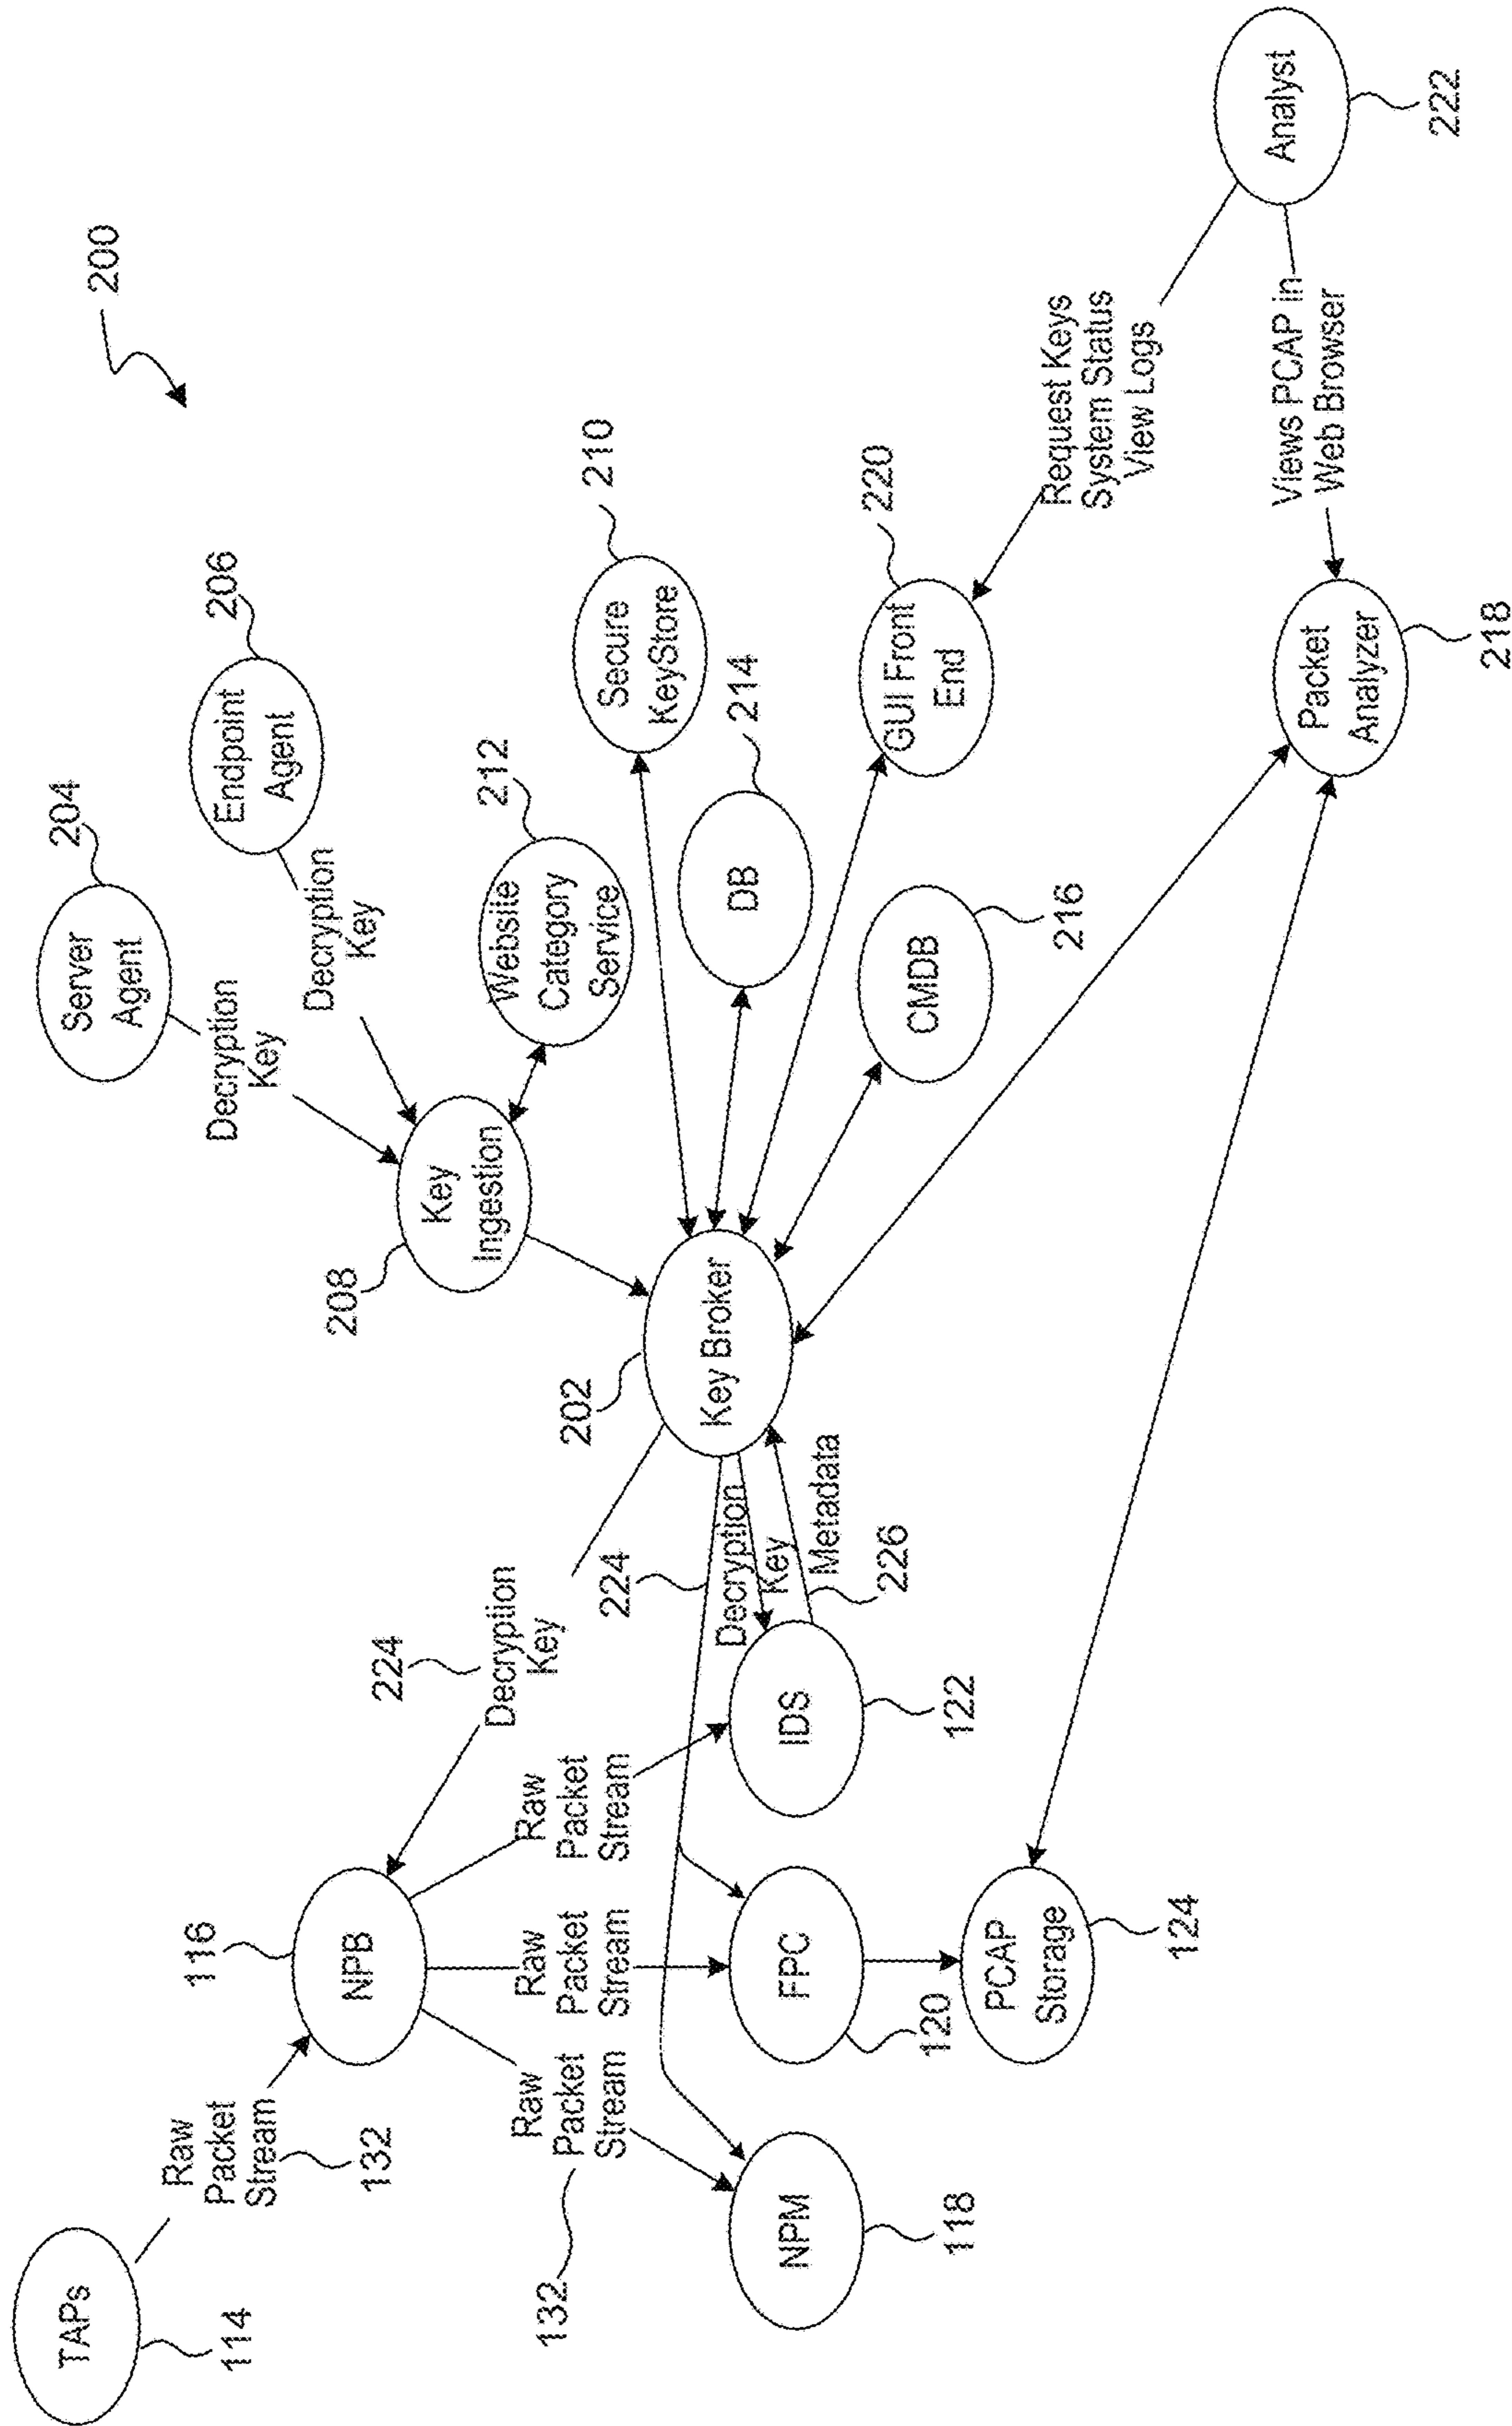 200
TAPs
114
Raw
Packet
Stream
132
NPB
116
Server
Agent
204
Decryption
Key
Endpoint
Agent
206
Decryption
Key
Key
Ingestion
208
Website
Category
Service
212
Secure
KeyStore
210
DB
214
GUI Front
End
220
CMDB
216
Key Broker
202
224
Decryption
Key
224
Decryption
Key
Metadata
226
Raw
Packet
Stream
Raw
Packet
Stream
Raw
Packet
Stream
132
NPM
118
FPC
120
IDS
122
PCAP
Storage
124
Request Keys
System Status
View Logs
Views PCAP in
Web Browser
Packet
Analyzer
218
Analyst
222